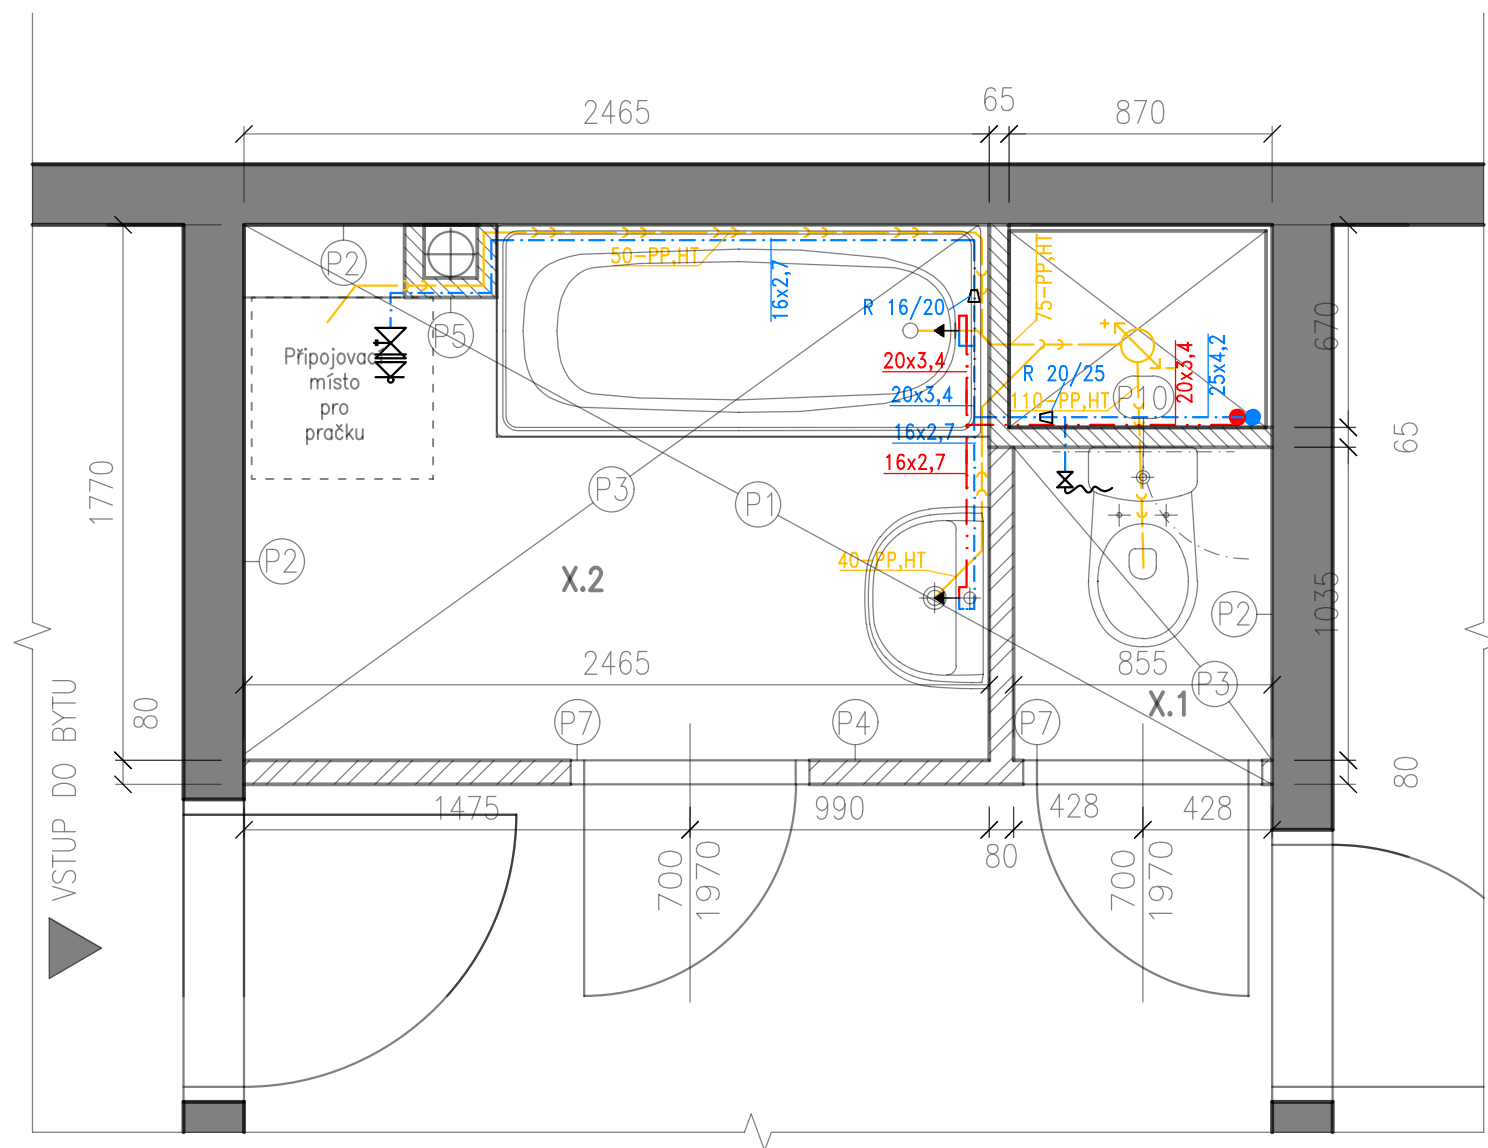 2465
65
870
P2
50-PP,HT
16x2,7
R 16/20
75-PP,HT
670
P5
Připojovac
místo
pro
pračku
20x3,4
20x3,4
R 20/25
110-PP,HT
P10
20x3,4
25x4,2
16x2,7
16x2,7
65
1770
P3
P1
P2
X.2
40-PP,HT
1035
P2
2465
855
P3
X.1
80
P7
P4
P7
80
VSTUP DO BYTU
1475
990
80
428
428
700
1970
700
1970
+
-